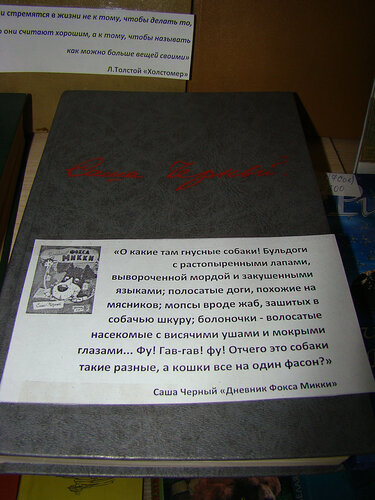 и стремятся в жизни не к тому, чтобы делать то,
они считают хорошим, а к тому, чтобы называть
как можно больше вещей своими»
Л.Толстой «Холстомер»
Саша Черный
ФОКСА
МИККИ
«О какие там гнусные собаки! Бульдоги
с растопыренными лапами,
вывороченной мордой и закушенными
языками; полосатые доги, похожие на
мясников; мопсы вроде жаб, зашитых в
собачью шкуру; болоночки - волосатые
насекомые с висячими ушами и мокрыми
глазами... Фу! Гав-гав! фу! Отчего это собаки
такие разные, а кошки все на один фасон?»
Саша Черный «Дневник Фокса Микки»